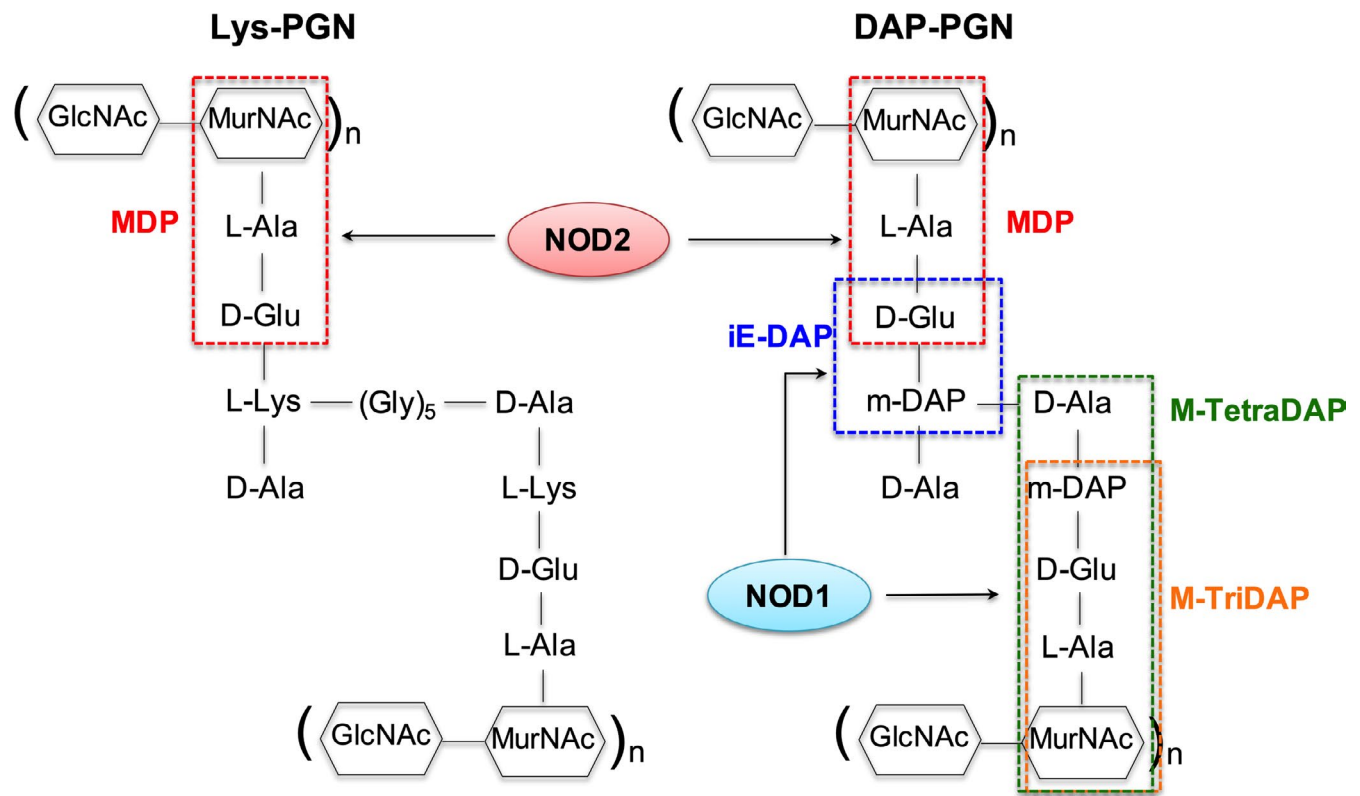 Lys-PGN
DAP-PGN
(GlcNAc MurNAc)n
(GlcNAc MurNAc)n
MDP
L-Ala
NOD2
L-Ala
MDP
D-Glu
iE-DAP
D-Glu
L-Lys (Gly)5 D-Ala
m-DAP D-Ala
M-TetraDAP
D-Ala
L-Lys
D-Ala
m-DAP
D-Glu
NOD1
D-Glu
M-TriDAP
L-Ala
L-Ala
(GlcNAc MurNAc)n
(GlcNAc MurNAc)n